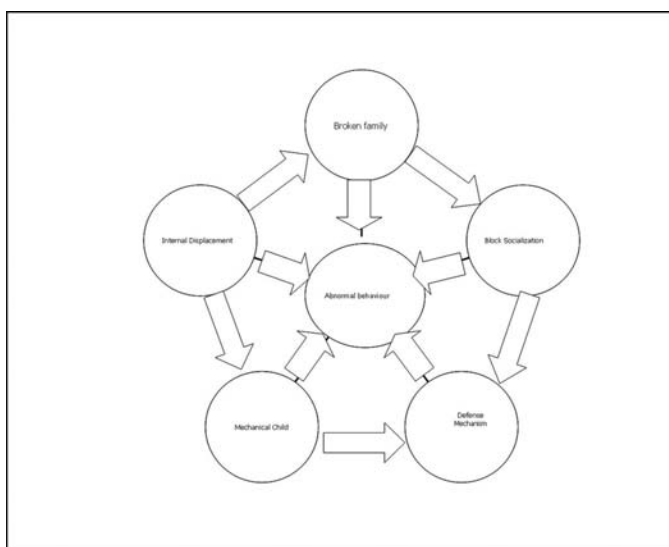 Broken family
Internal Displacement
Block Socialization
Abnormal behaviour
Mechanical Child
Defense
Mechanism